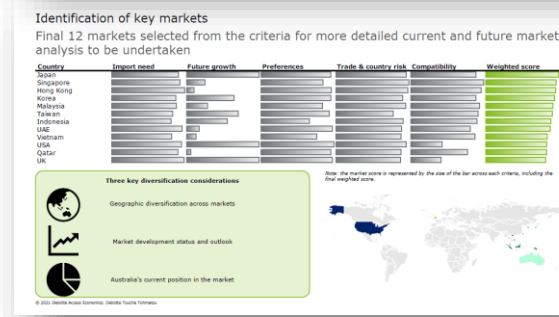 Identification of key markets
Final 12 markets selected from the criteria for more detailed current and future market
analysis to be undertaken
Country Import need Future growth Preferences Trade & country risk Compatibility Weighted score
Japan
Singapore
Hong Kong
Korea
Malaysia
Taiwan
Indonesia
UAE
Vietnam
USA
Qatar
UK
Note: the market score is represented by the size of the bar across each criteria, including the
final weighted score.
Three key diversification considerations
Geographic diversification across markets
Market development status and outlook
Australia's current position in the market
© 2021 Deloitte Access Economics. Deloitte Touche Tohmatsu